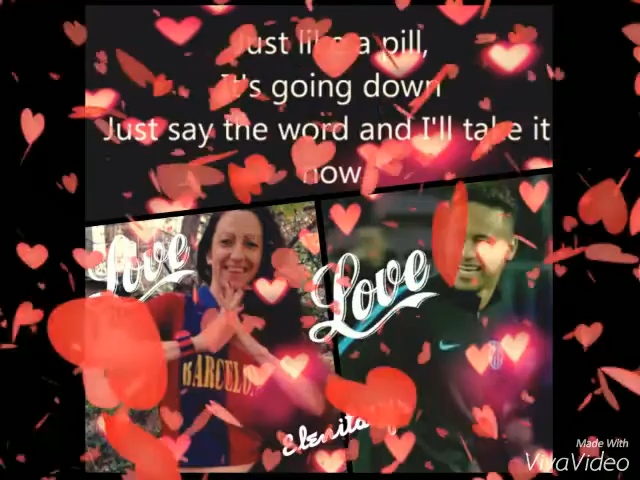 Just like a pill,
It's going down
Just say the word and I'll take it
now
Love
Love
BARCELO
Made With
VivaVideo